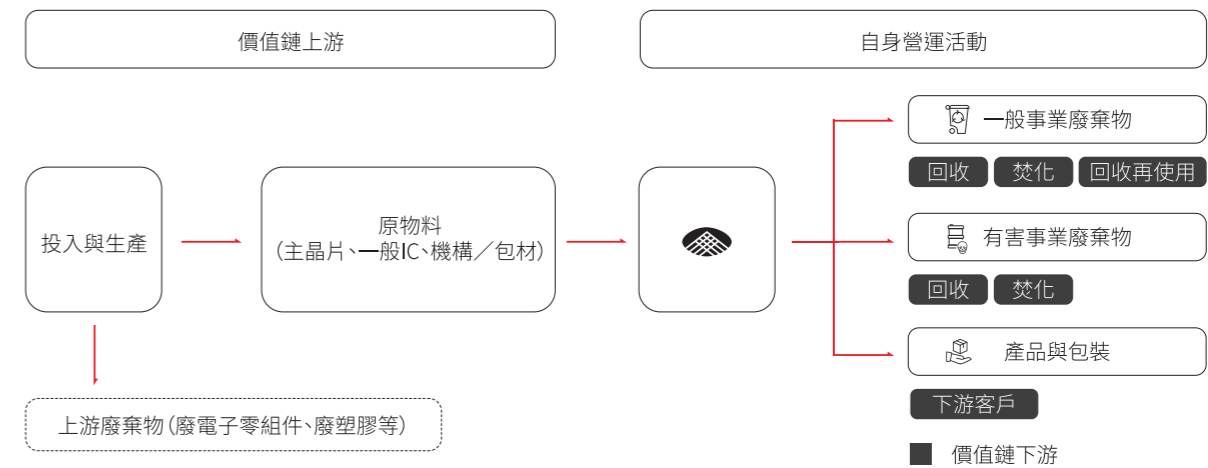 價值鏈上游
自身營運活動
投入與生產
原物料
(主晶片、一般IC、機構／包材)
一般事業廢棄物
回收
焚化
回收再使用
有害事業廢棄物
回收
焚化
產品與包裝
下游客戶
上游廢棄物(廢電子零組件、廢塑膠等)
價值鏈下游